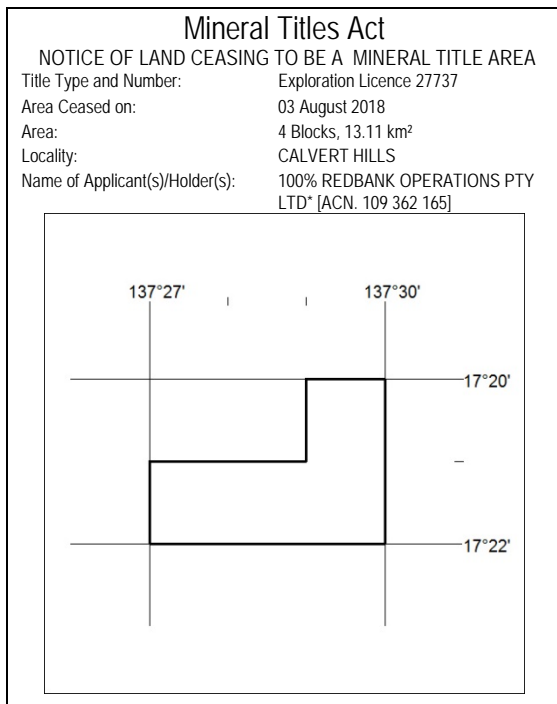 Mineral Titles Act
NOTICE OF LAND CEASING TO BE A MINERAL TITLE AREA
Title Type and Number: Exploration Licence 27737
Area Ceased on: 03 August 2018
Area: 4 Blocks, 13.11 km²
Locality: CALVERT HILLS
Name of Applicant(s)/Holder(s): 100% REDBANK OPERATIONS PTY
LTD* [ACN. 109 362 165]
137°27' 137°30'
17°20'
17°22'